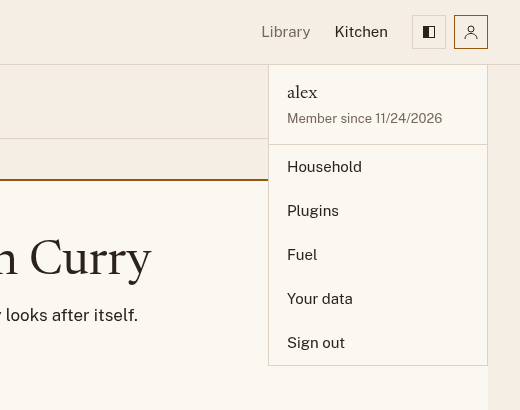 Library Kitchen
alex
Member since 11/24/2026
Household
Plugins
Curry
Fuel
Your data
looks after itself.
Sign out